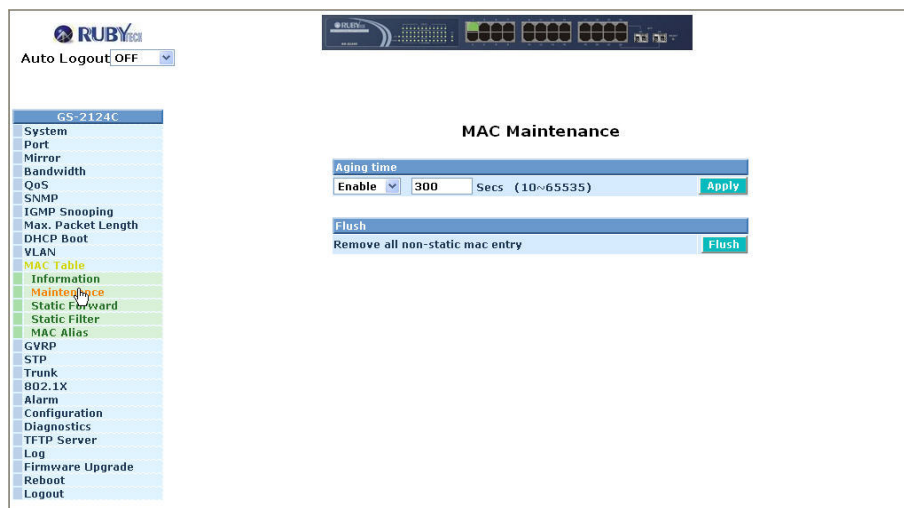 RUBYTECH
Auto Logout OFF
GS-2124C
System
Port
Mirror
Bandwidth
QoS
SNMP
IGMP Snooping
Max. Packet Length
DHCP Boot
VLAN
MAC Table
Information
Maintenance
Static Forward
Static Filter
MAC Alias
GVRP
STP
Trunk
802.1X
Alarm
Configuration
Diagnostics
TFTP Server
Log
Firmware Upgrade
Reboot
Logout
MAC Maintenance
Aging time
Enable 300 Secs (10~65535) Apply
Flush
Remove all non-static mac entry Flush